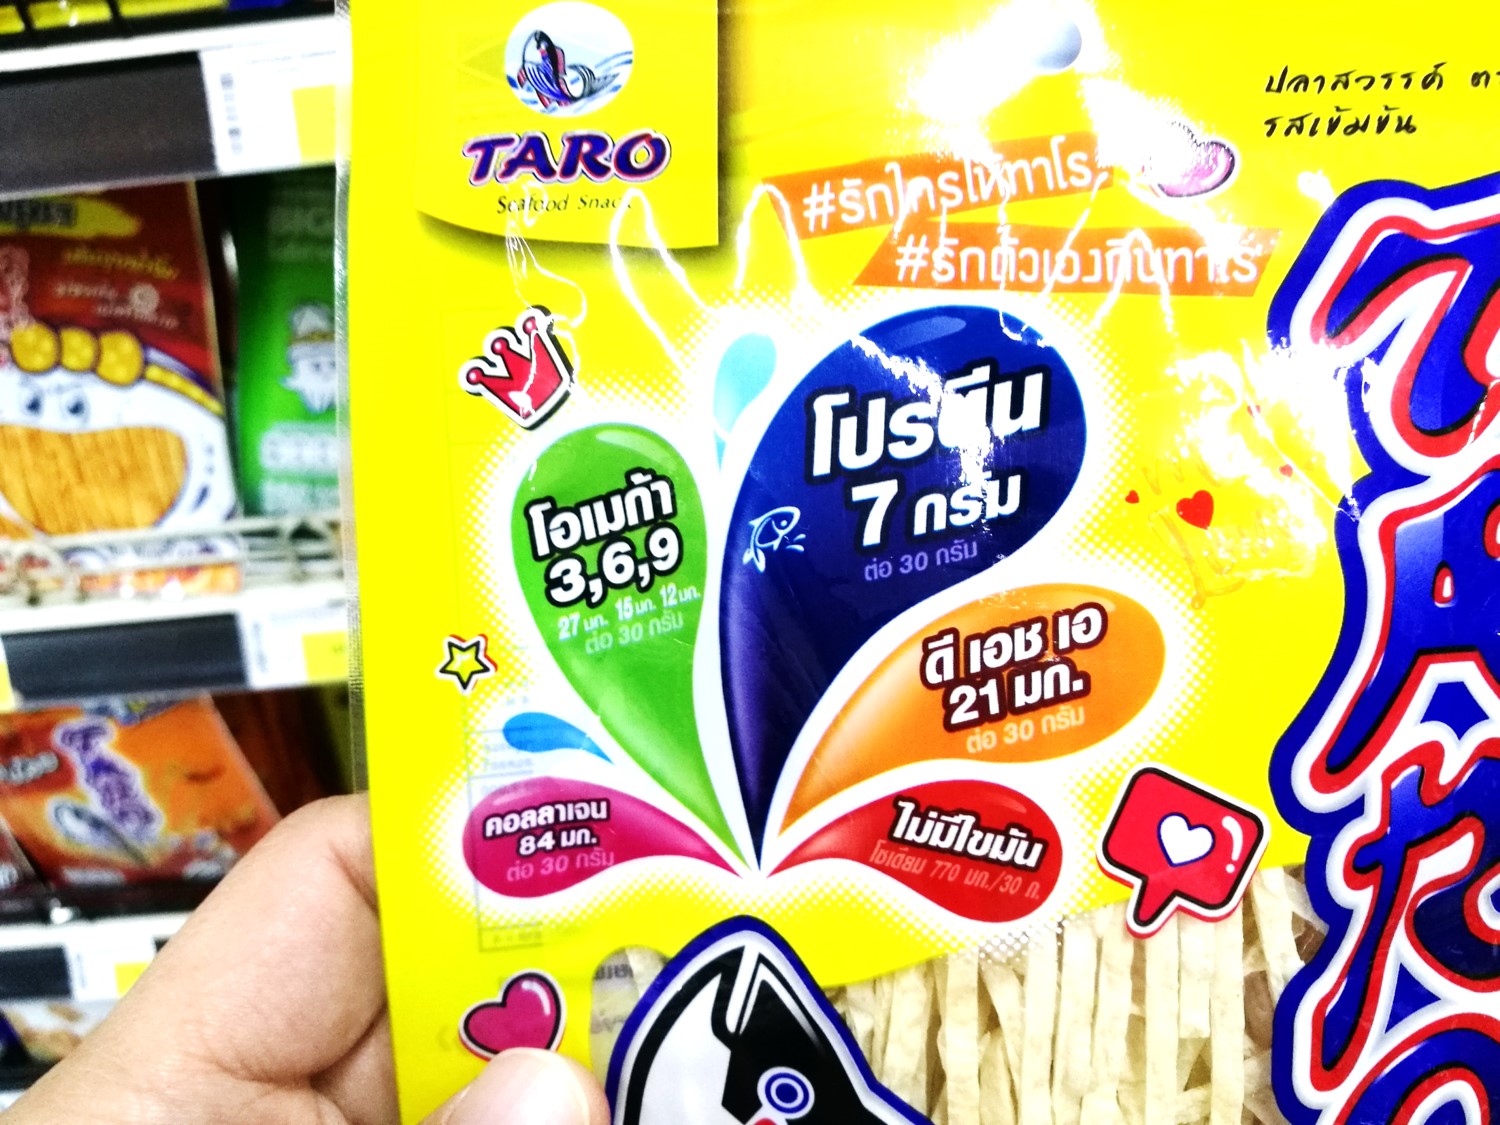 TARO
Seafood Snack
ปลาสวรรค์
รสเข้มข้น
#รักใครให้ทาโร
#รักตัวเองกินทาโร
โปรตีน
7 กรัม
ต่อ 30 กรัม
โอเมก้า
3,6,9
27 มก. 15 มก. 12 มก.
ต่อ 30 กรัม
ดี เอช เอ
21 มก.
ต่อ 30 กรัม
คอลลาเจน
84 มก.
ต่อ 30 กรัม
ไม่มีไขมัน
โซเดียม 770 มก./30 ก.
TARO